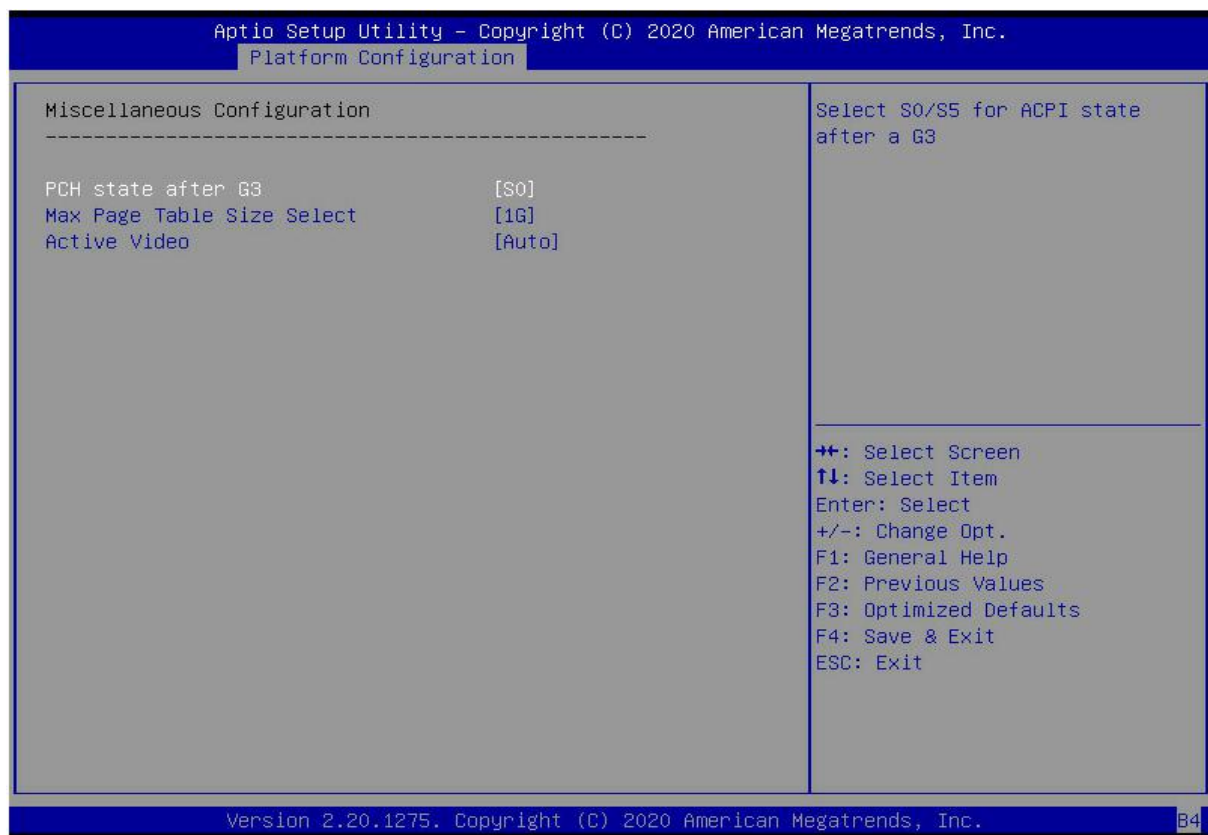 Aptio Setup Utility – Copyright (C) 2020 American Megatrends, Inc.
Platform Configuration
Miscellaneous Configuration
--------------------------------------------------
PCH state after G3 [S0]
Max Page Table Size Select [1G]
Active Video [Auto]
Select S0/S5 for ACPI state
after a G3
→←: Select Screen
↑↓: Select Item
Enter: Select
+/-: Change Opt.
F1: General Help
F2: Previous Values
F3: Optimized Defaults
F4: Save & Exit
ESC: Exit
Version 2.20.1275. Copyright (C) 2020 American Megatrends, Inc.
B4